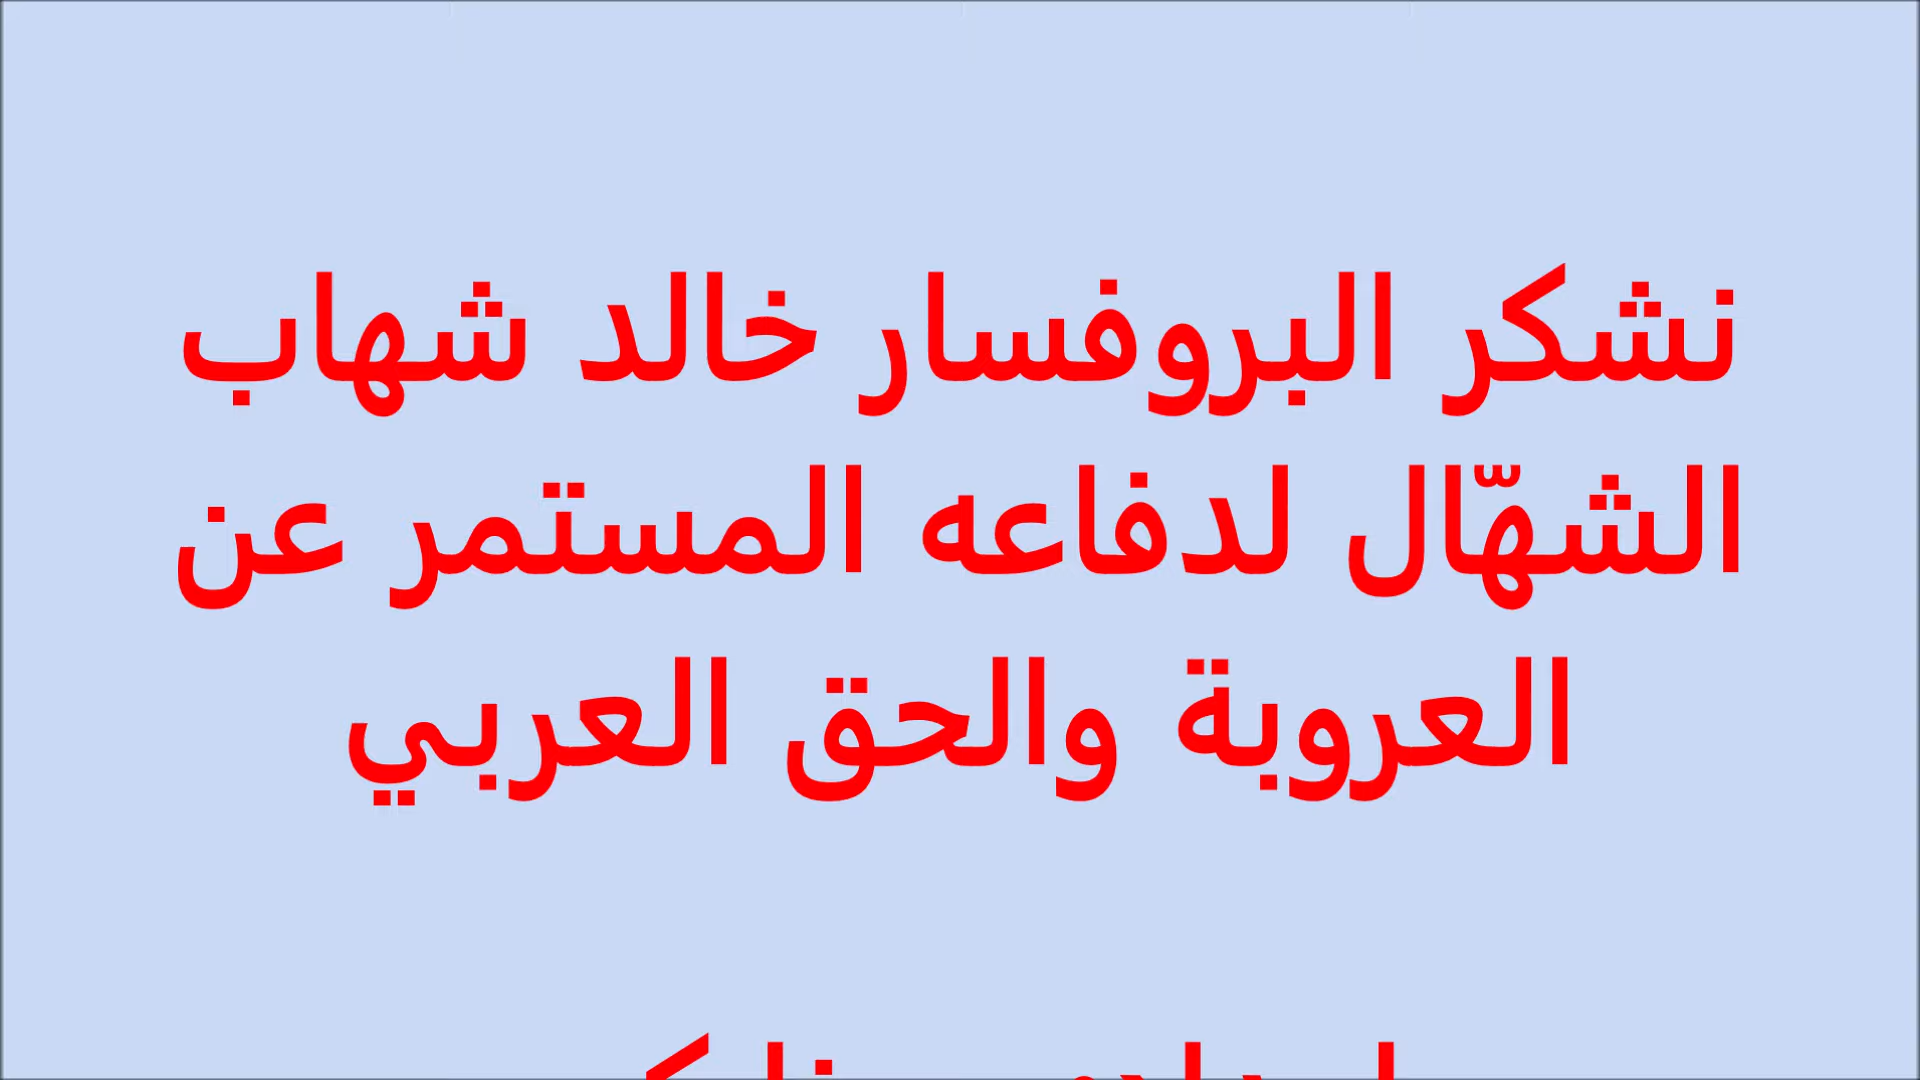 نشكر البروفسار خالد شهاب
الشهّال لدفاعه المستمر عن
العروبة والحق العربي